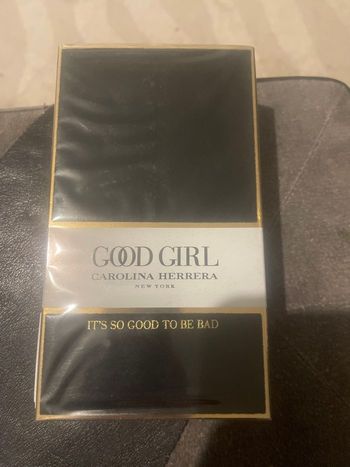 GOOD GIRL
CAROLINA HERRERA
NEW YORK
IT'S SO GOOD TO BE BAD